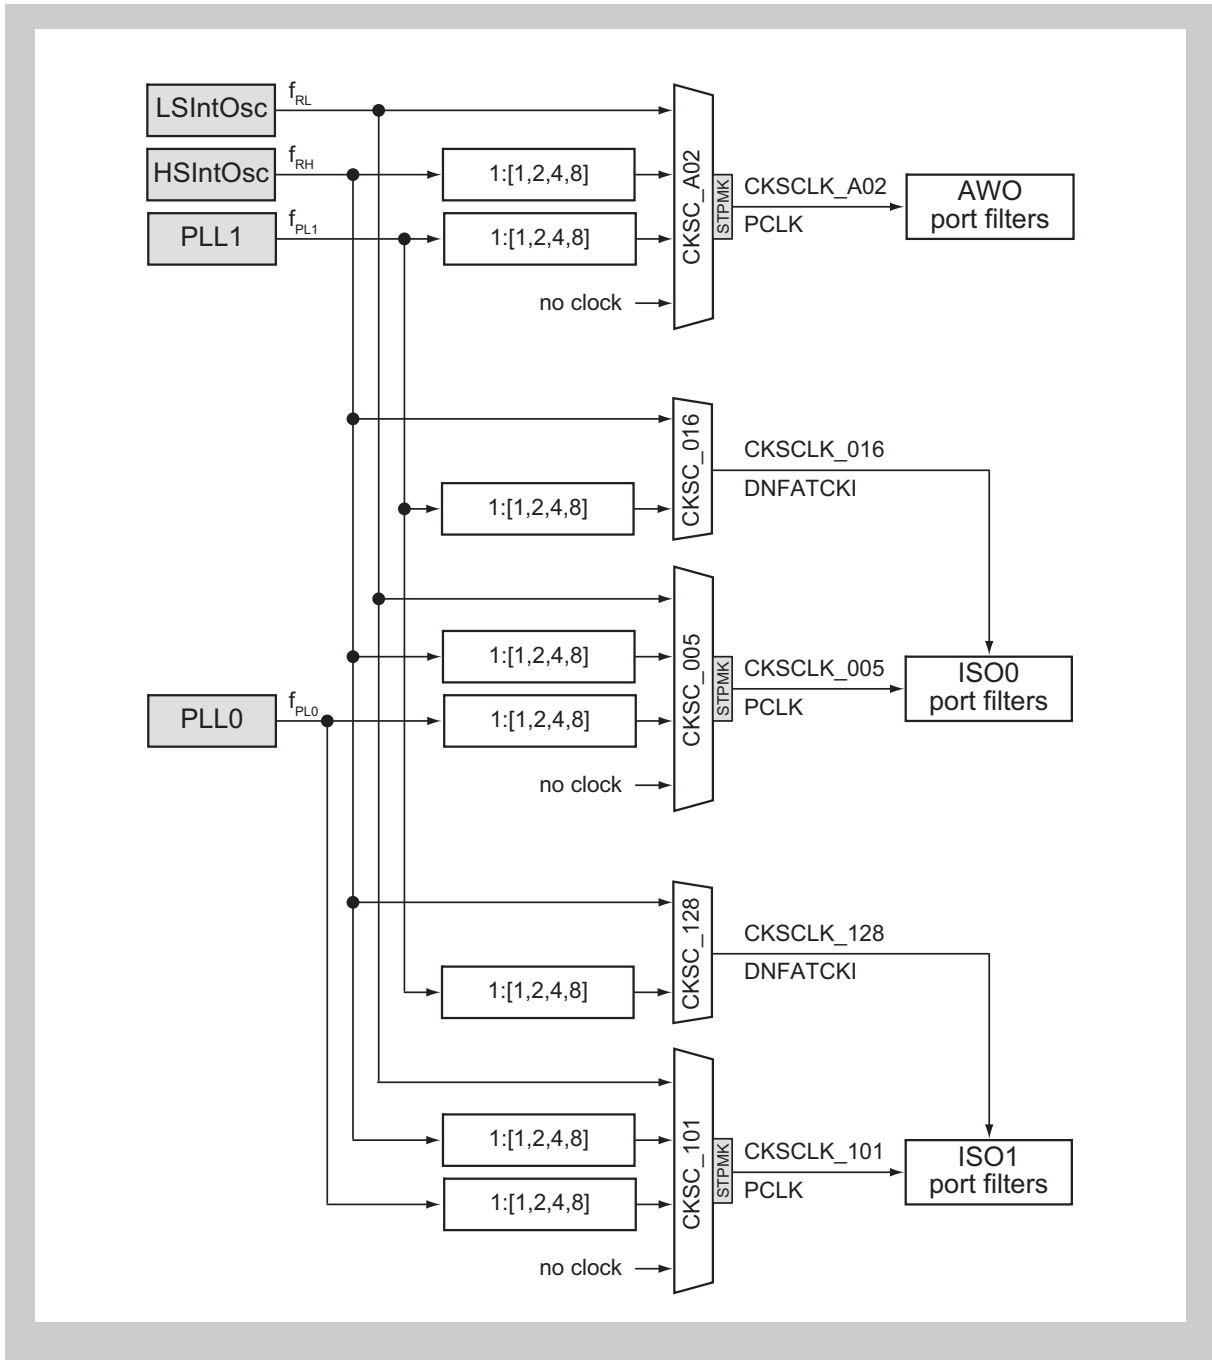 LSIntOsc
fRL
HSIntOsc
fRH
1:[1,2,4,8]
PLL1
fPL1
1:[1,2,4,8]
no clock
CKSC_A02
STPMK
CKSCLK_A02
PCLK
AWO
port filters
1:[1,2,4,8]
CKSC_016
CKSCLK_016
DNFATCKI
1:[1,2,4,8]
PLL0
fPL0
1:[1,2,4,8]
no clock
CKSC_005
STPMK
CKSCLK_005
PCLK
ISO0
port filters
1:[1,2,4,8]
CKSC_128
CKSCLK_128
DNFATCKI
1:[1,2,4,8]
1:[1,2,4,8]
no clock
CKSC_101
STPMK
CKSCLK_101
PCLK
ISO1
port filters